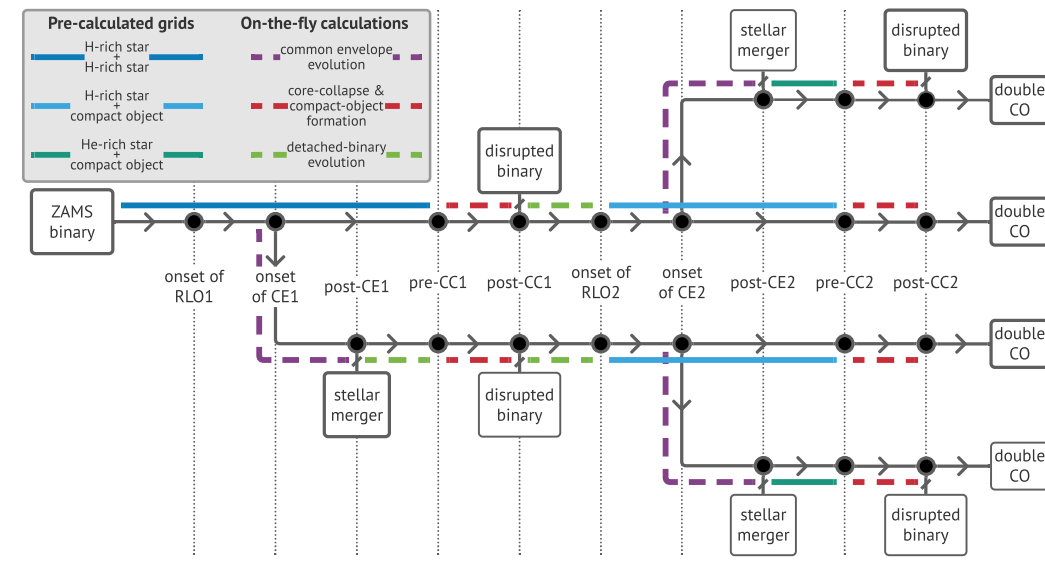 Pre-calculated grids
H-rich star
+
H-rich star
H-rich star
+
compact object
He-rich star
+
compact object
On-the-fly calculations
common envelope
evolution
core-collapse &
compact-object
formation
detached-binary
evolution
stellar
merger
disrupted
binary
double
CO
disrupted
binary
ZAMS
binary
double
CO
onset of
RLO1
onset
of CE1
post-CE1
pre-CC1
post-CC1
onset of
RLO2
onset
of CE2
post-CE2
pre-CC2
post-CC2
double
CO
stellar
merger
disrupted
binary
double
CO
stellar
merger
disrupted
binary